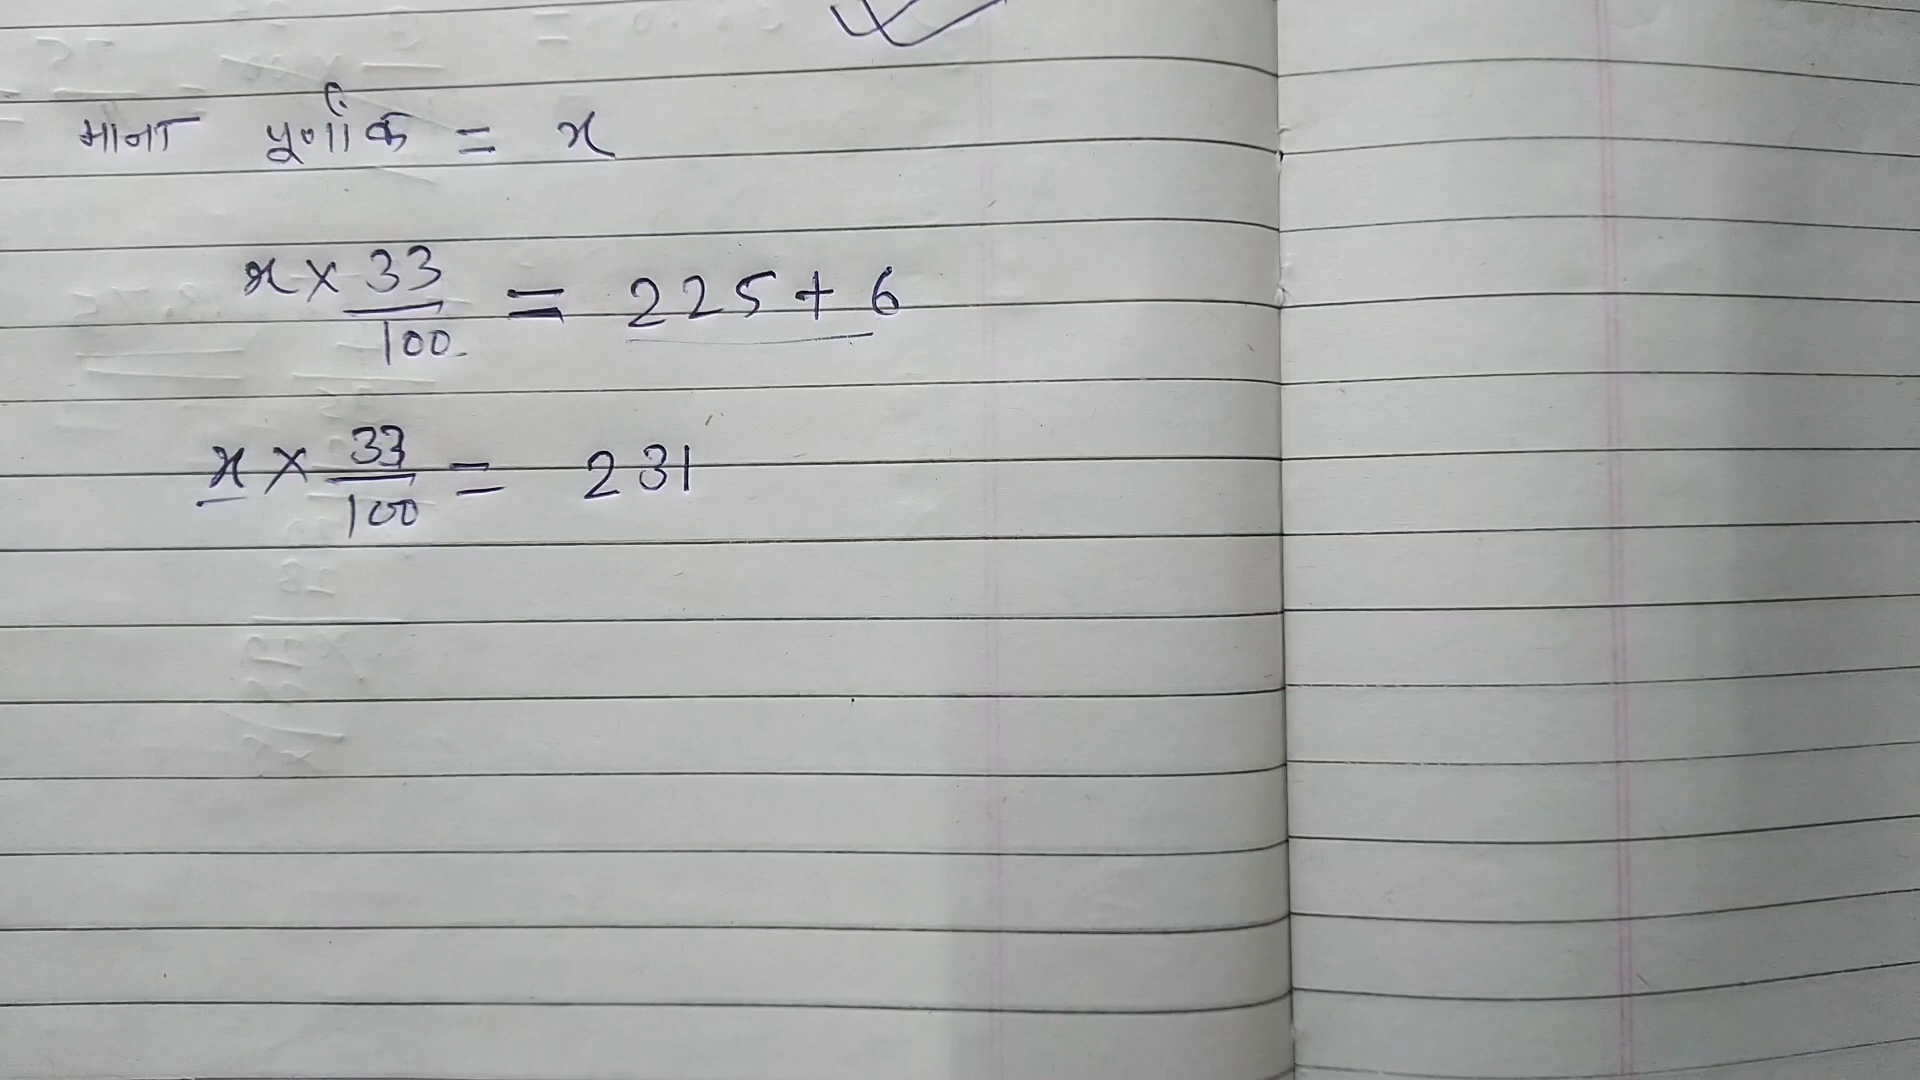 माना पूर्णांक = x
x × 33/100 = 225 + 6
x × 33/100 = 231